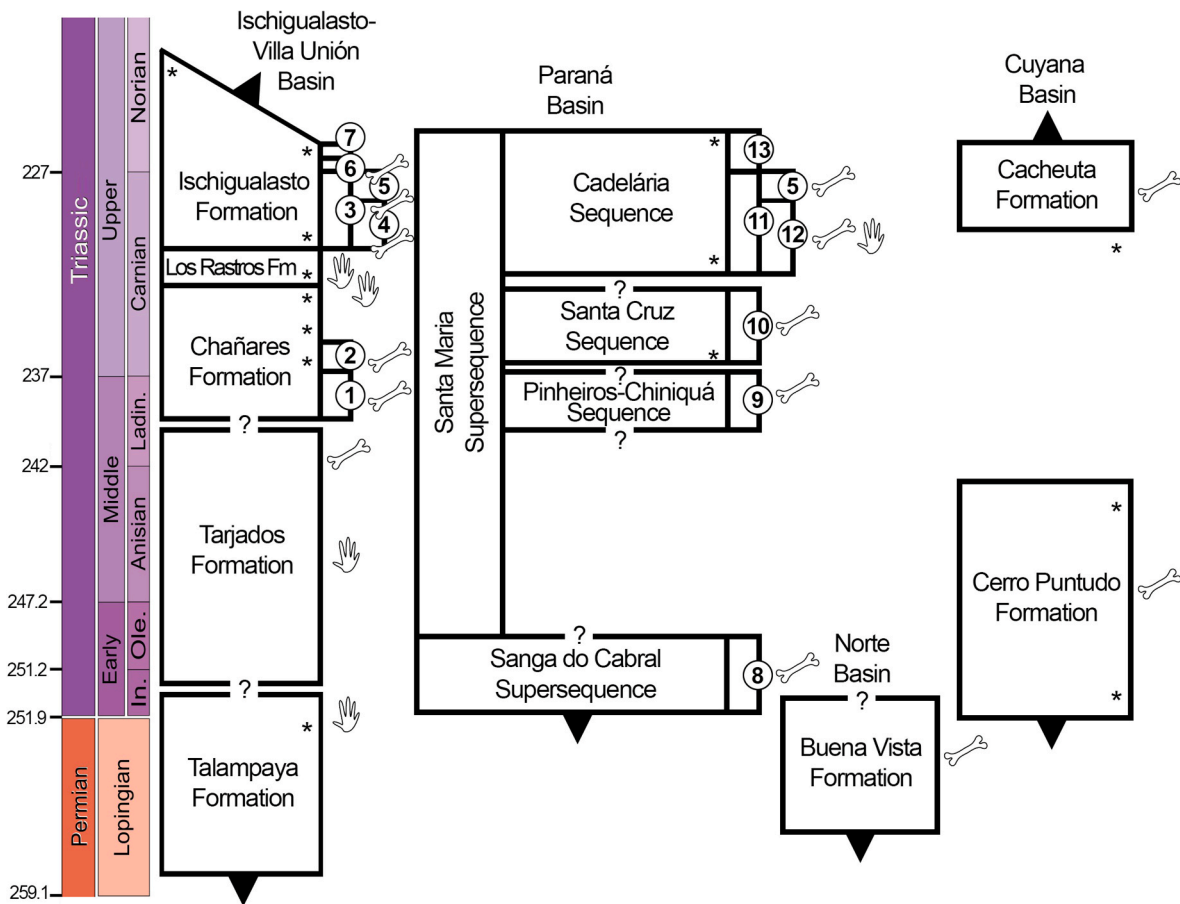 Triassic
Permian
Upper
Middle
Early
Lopingian
Norian
Carnian
Ladin.
Anisian
Ole.
In.
227
237
242
247.2
251.2
251.9
259.1
Ischigualasto-
Villa Unión
Basin
*
*
Ischigualasto
Formation
*
7
6
5
3
4
Los Rastros Fm
*
Chañares
Formation
*
*
*
2
1
?
Tarjados
Formation
?
*
Talampaya
Formation
Paraná
Basin
Santa Maria
Supersequence
Cadelária
Sequence
*
*
13
5
11
12
?
Santa Cruz
Sequence
*
10
?
Pinheiros-Chiniquá
Sequence
9
?
?
Sanga do Cabral
Supersequence
8
Norte
Basin
?
Buena Vista
Formation
Cuyana
Basin
Cacheuta
Formation
*
*
Cerro Puntudo
Formation
*